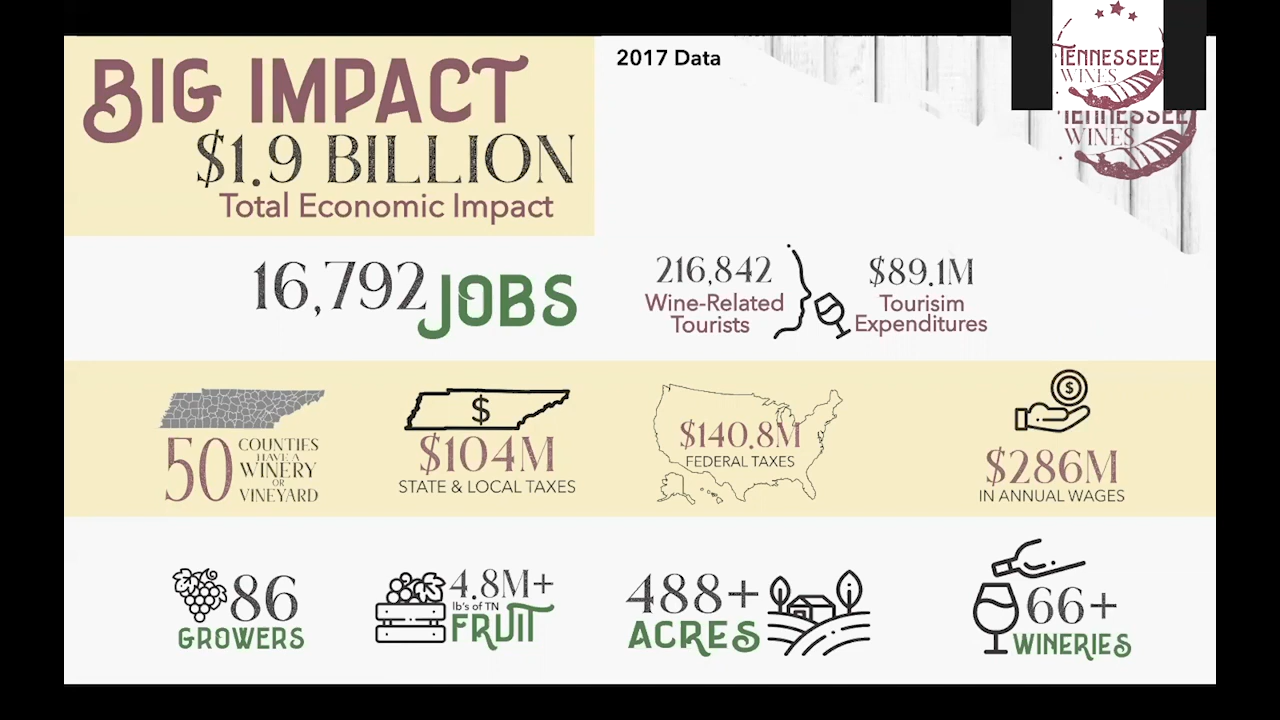 BIG IMPACT
$1.9 BILLION
Total Economic Impact
2017 Data
TENNESSEE
WINES
TENNESSEE
WINES
16,792 JOBS
216,842
Wine-Related
Tourists
$89.1M
Tourisim
Expenditures
50
COUNTIES
HAVE A
WINERY
OR
VINEYARD
$
$104M
STATE & LOCAL TAXES
$140.8M
FEDERAL TAXES
$
$286M
IN ANNUAL WAGES
86
GROWERS
4.8M+
lb's of TN
FRUIT
488+
ACRES
66+
WINERIES